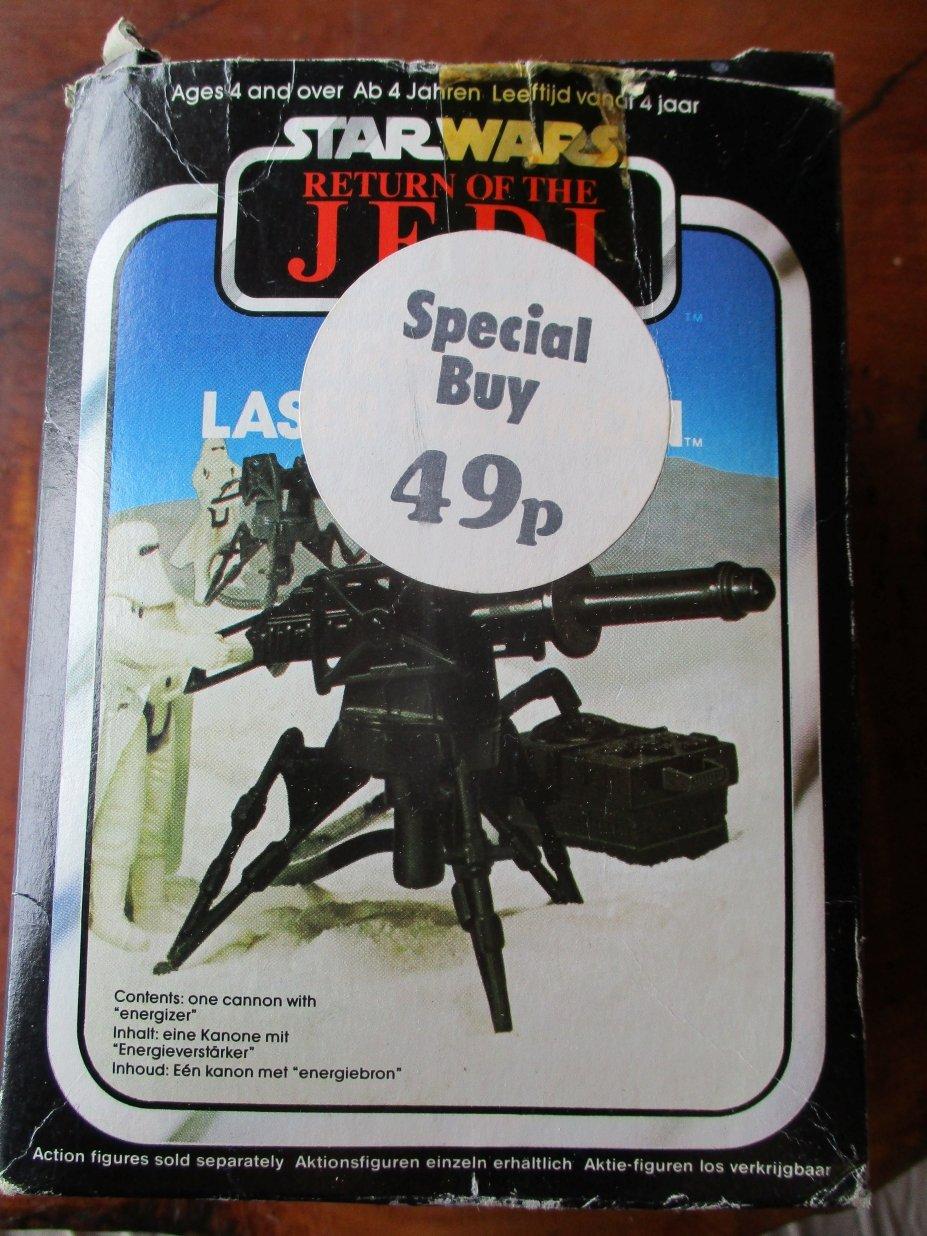 Ages 4 and over Ab 4 Jahren Leeftijd vanaf 4 jaar
STAR WARS
RETURN OF THE
JEDI
TM
Special
Buy
49p
LAS
N TM
Contents: one cannon with
"energizer"
Inhalt: eine Kanone mit
"Energieverstärker"
Inhoud: Eén kanon met "energiebron"
Action figures sold separately Aktionsfiguren einzeln erhältlich Aktie-figuren los verkrijgbaar